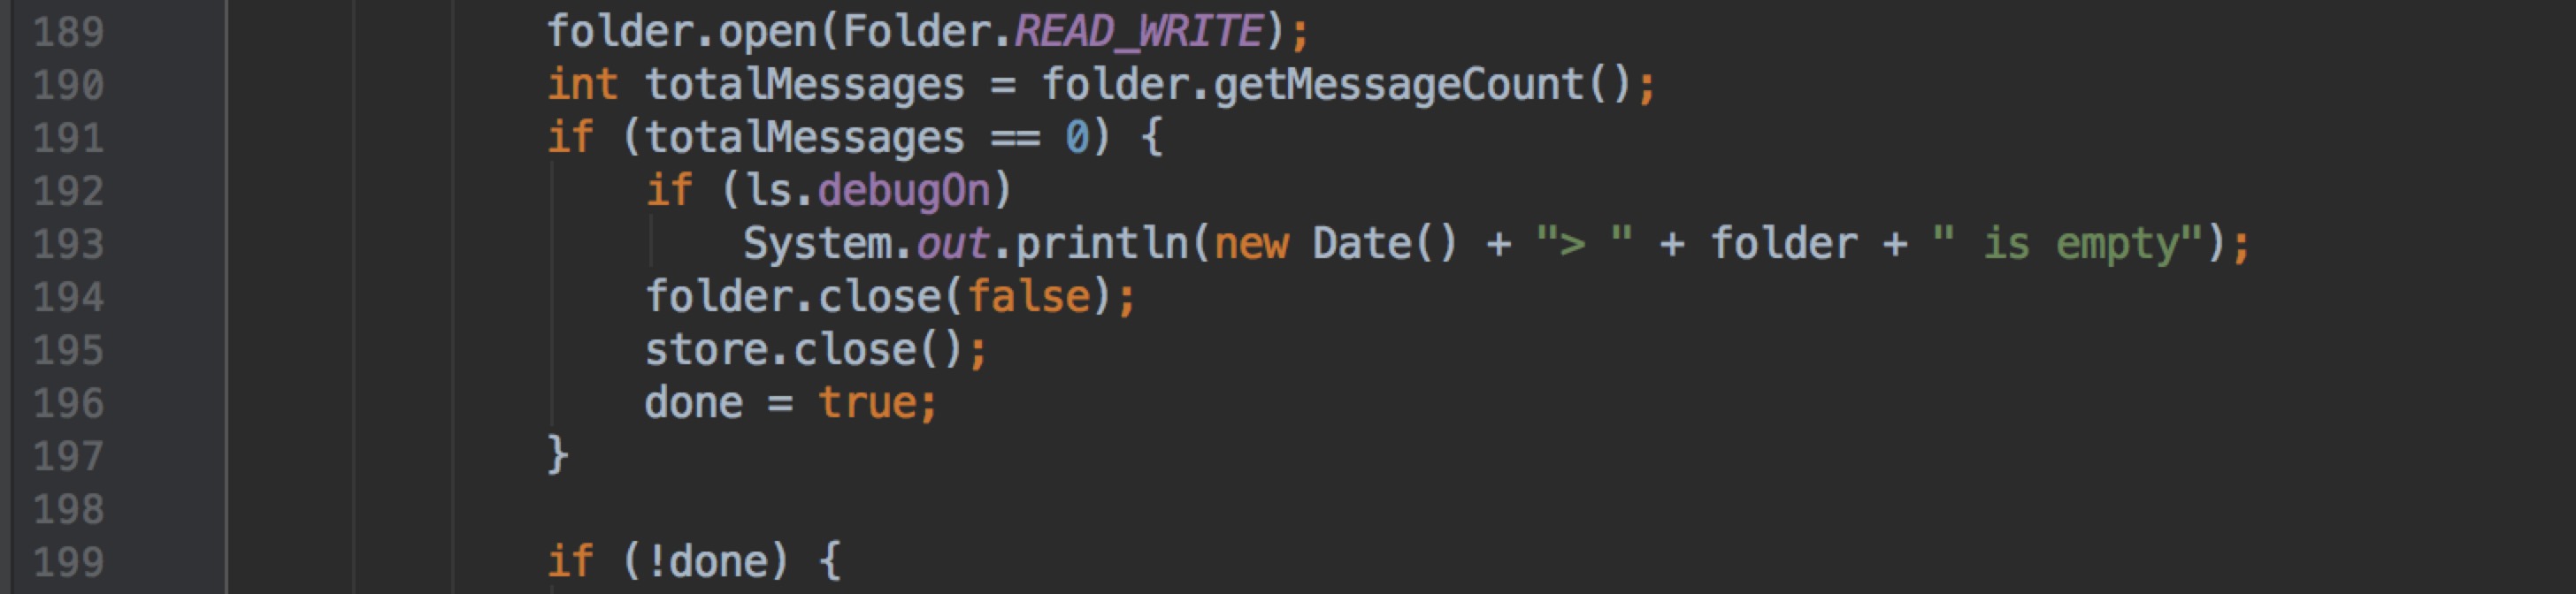 189 folder.open(Folder.READ_WRITE);
190 int totalMessages = folder.getMessageCount();
191 if (totalMessages == 0) {
192 if (ls.debugOn)
193 System.out.println(new Date() + "> " + folder + " is empty");
194 folder.close(false);
195 store.close();
196 done = true;
197 }
198
199 if (!done) {